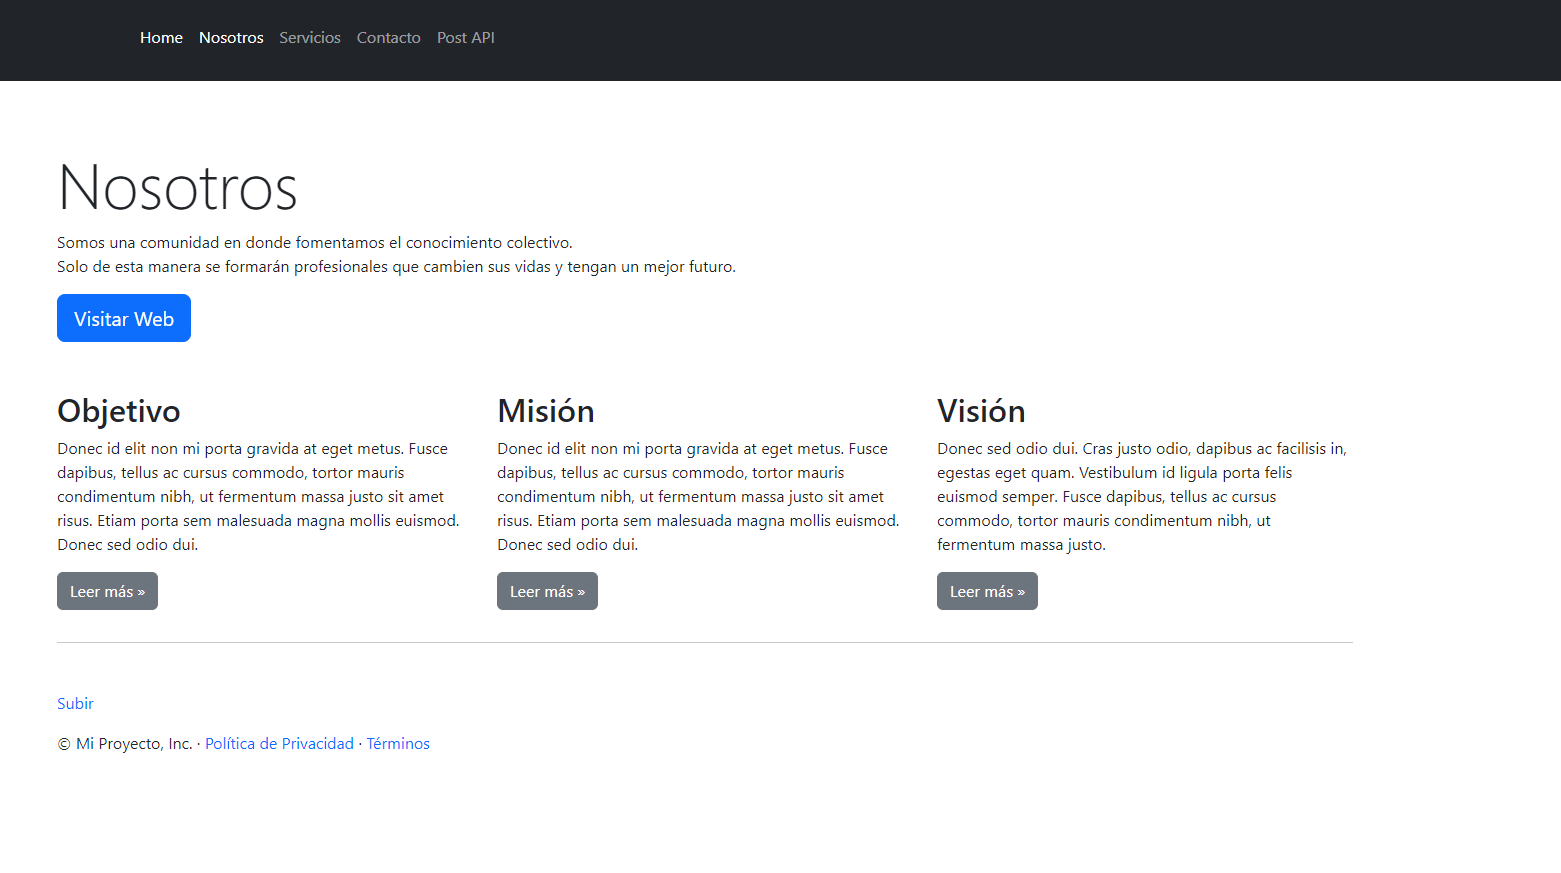 Home Nosotros Servicios Contacto Post API
Nosotros
Somos una comunidad en donde fomentamos el conocimiento colectivo.
Solo de esta manera se formarán profesionales que cambien sus vidas y tengan un mejor futuro.
Visitar Web
Objetivo
Donec id elit non mi porta gravida at eget metus. Fusce
dapibus, tellus ac cursus commodo, tortor mauris
condimentum nibh, ut fermentum massa justo sit amet
risus. Etiam porta sem malesuada magna mollis euismod.
Donec sed odio dui.
Leer más »
Misión
Donec id elit non mi porta gravida at eget metus. Fusce
dapibus, tellus ac cursus commodo, tortor mauris
condimentum nibh, ut fermentum massa justo sit amet
risus. Etiam porta sem malesuada magna mollis euismod.
Donec sed odio dui.
Leer más »
Visión
Donec sed odio dui. Cras justo odio, dapibus ac facilisis in,
egestas eget quam. Vestibulum id ligula porta felis
euismod semper. Fusce dapibus, tellus ac cursus
commodo, tortor mauris condimentum nibh, ut
fermentum massa justo.
Leer más »
Subir
© Mi Proyecto, Inc. · Política de Privacidad · Términos